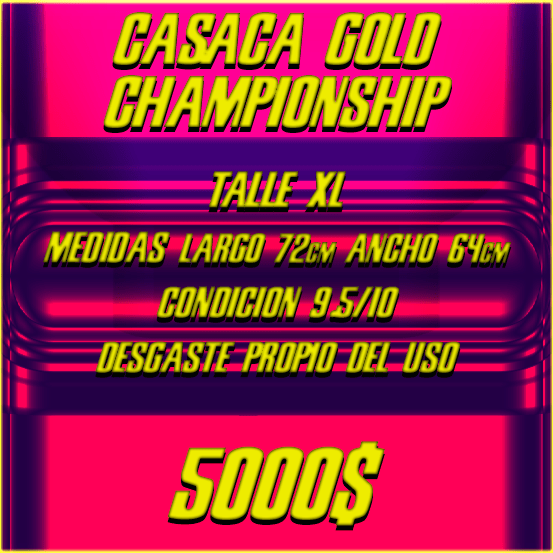 CASACA GOLD
CHAMPIONSHIP
TALLE XL
MEDIDAS LARGO 72CM ANCHO 64CM
CONDICION 9.5/10
DESGASTE PROPIO DEL USO
5000$